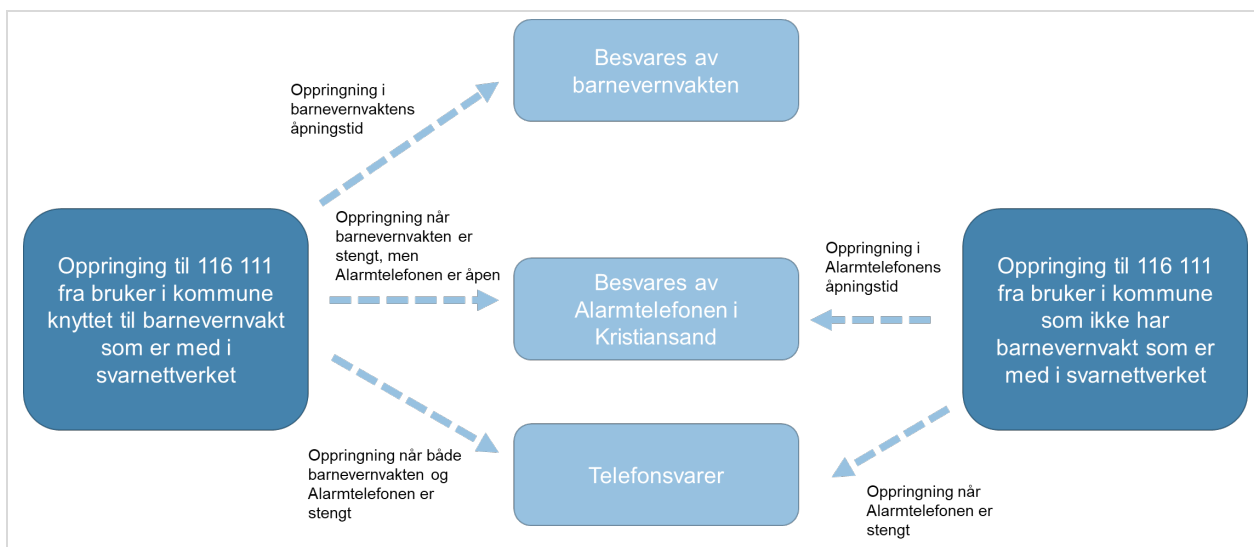 Besvares av
barnevernvakten
Oppringning i
barnevernvaktens
åpningstid
Oppringing til 116 111
fra bruker i kommune
knyttet til barnevernvakt
som er med i
svarnettverket
Oppringning når
barnevernvakten er
stengt, men
Alarmtelefonen er åpen
Besvares av
Alarmtelefonen i
Kristiansand
Oppringning i
Alarmtelefonens
åpningstid
Oppringing til 116 111
fra bruker i kommune
som ikke har
barnevernvakt som er
med i svarnettverket
Oppringning når både
barnevernvakten og
Alarmtelefonen er
stengt
Telefonsvarer
Oppringning når
Alarmtelefonen er
stengt